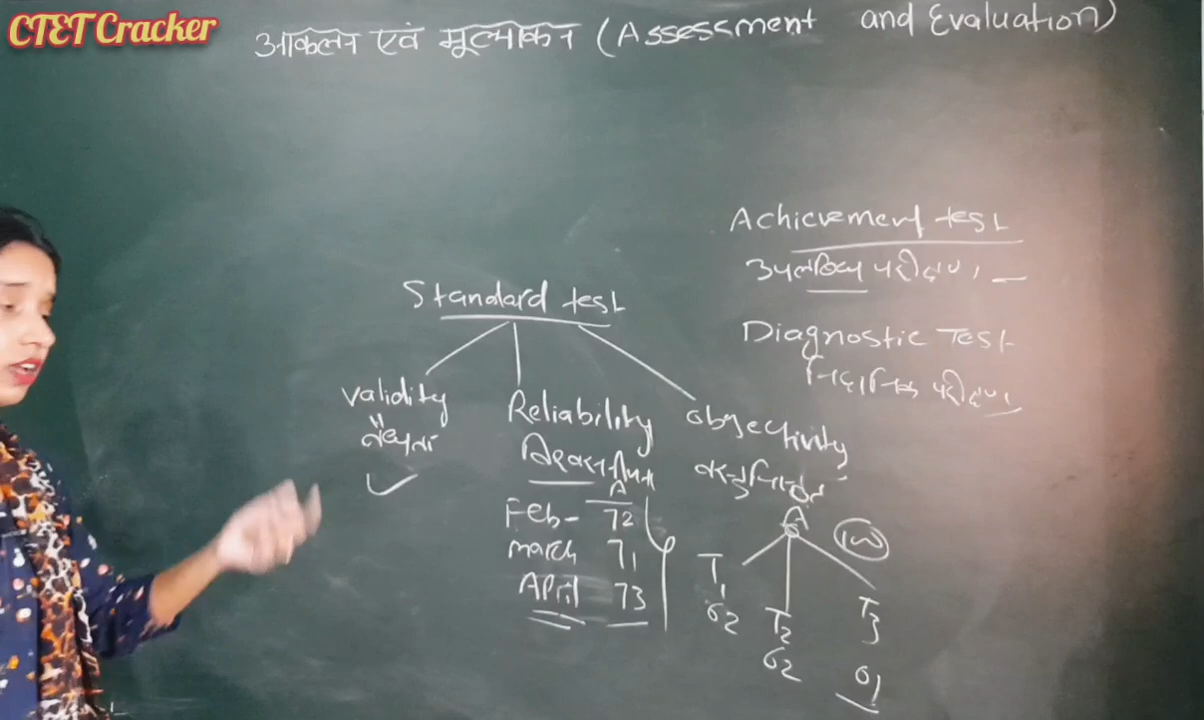 CTET Cracker
आकलन एवं मूल्यांकन (Assessment and Evaluation)
Achievement test
उपलब्धि परीक्षण।
Diagnostic Test
निदानात्मक परीक्षण।
Standard test
validity
वैधता
Reliability
विश्वसनीयता
A
Feb- 72
march 71
April 73
objectivity
वस्तुनिष्ठता
A
100
T1
62
T2
62
T3
61